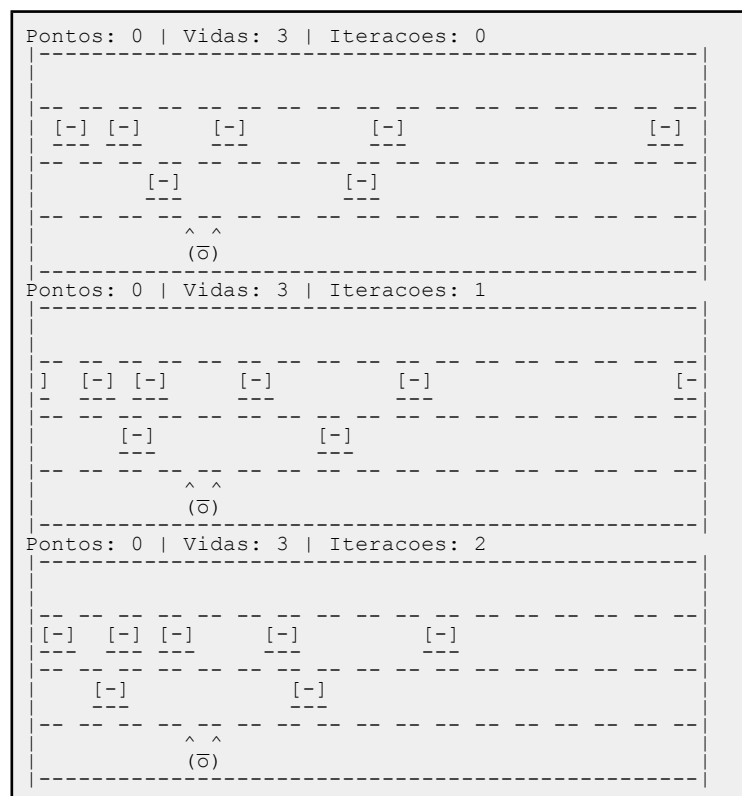 Pontos: 0 | Vidas: 3 | Iteracoes: 0
|--------------------------------------------------|
|                                                  |
|                                                  |
|-- -- -- -- -- -- -- -- -- -- -- -- -- -- -- -- --|
| [-] [-]     [-]         [-]                  [-] |
| --- ---     ---         ---                  --- |
|-- -- -- -- -- -- -- -- -- -- -- -- -- -- -- -- --|
|        [-]            [-]                        |
|        ---            ---                        |
|-- -- -- -- -- -- -- -- -- -- -- -- -- -- -- -- --|
|           ^ ^                                    |
|           (o̅)                                    |
|--------------------------------------------------|
Pontos: 0 | Vidas: 3 | Iteracoes: 1
|--------------------------------------------------|
|                                                  |
|                                                  |
|-- -- -- -- -- -- -- -- -- -- -- -- -- -- -- -- --|
|]  [-] [-]     [-]         [-]                  [-|
|-  --- ---     ---         ---                  --|
|-- -- -- -- -- -- -- -- -- -- -- -- -- -- -- -- --|
|      [-]            [-]                          |
|      ---            ---                          |
|-- -- -- -- -- -- -- -- -- -- -- -- -- -- -- -- --|
|           ^ ^                                    |
|           (o̅)                                    |
|--------------------------------------------------|
Pontos: 0 | Vidas: 3 | Iteracoes: 2
|--------------------------------------------------|
|                                                  |
|                                                  |
|-- -- -- -- -- -- -- -- -- -- -- -- -- -- -- -- --|
|[-]  [-] [-]     [-]         [-]                  |
|---  --- ---     ---         ---                  |
|-- -- -- -- -- -- -- -- -- -- -- -- -- -- -- -- --|
|    [-]            [-]                            |
|    ---            ---                            |
|-- -- -- -- -- -- -- -- -- -- -- -- -- -- -- -- --|
|           ^ ^                                    |
|           (o̅)                                    |
|--------------------------------------------------|